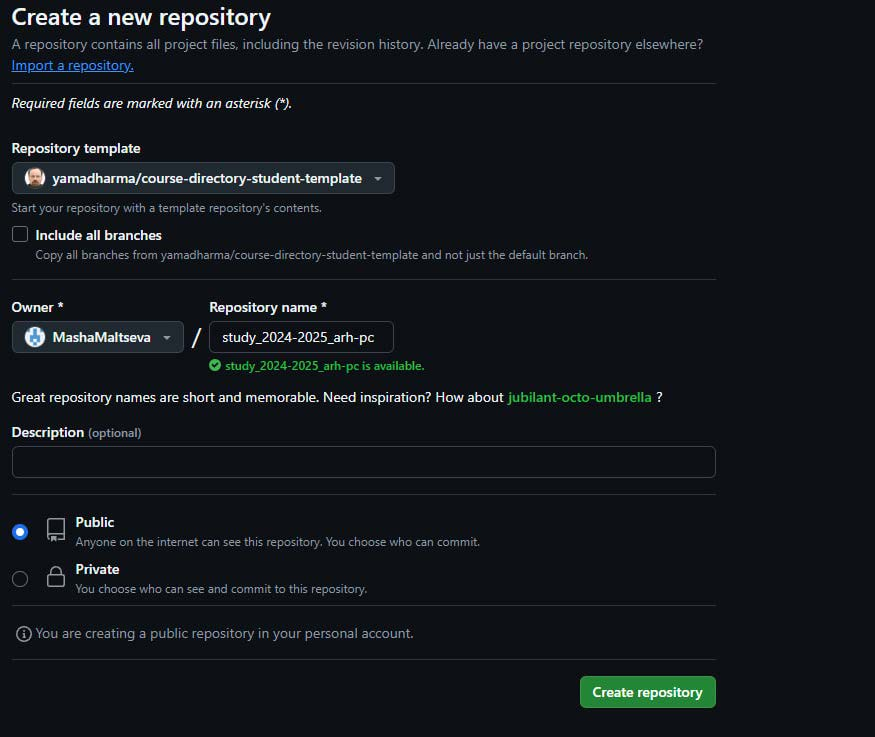 Create a new repository
A repository contains all project files, including the revision history. Already have a project repository elsewhere?
Import a repository.
Required fields are marked with an asterisk (*).
Repository template
yamadharma/course-directory-student-template
Start your repository with a template repository's contents.
Include all branches
Copy all branches from yamadharma/course-directory-student-template and not just the default branch.
Owner * Repository name *
MashaMaltseva / study_2024-2025_arh-pc
study_2024-2025_arh-pc is available.
Great repository names are short and memorable. Need inspiration? How about jubilant-octo-umbrella ?
Description (optional)
Public
Anyone on the internet can see this repository. You choose who can commit.
Private
You choose who can see and commit to this repository.
You are creating a public repository in your personal account.
Create repository